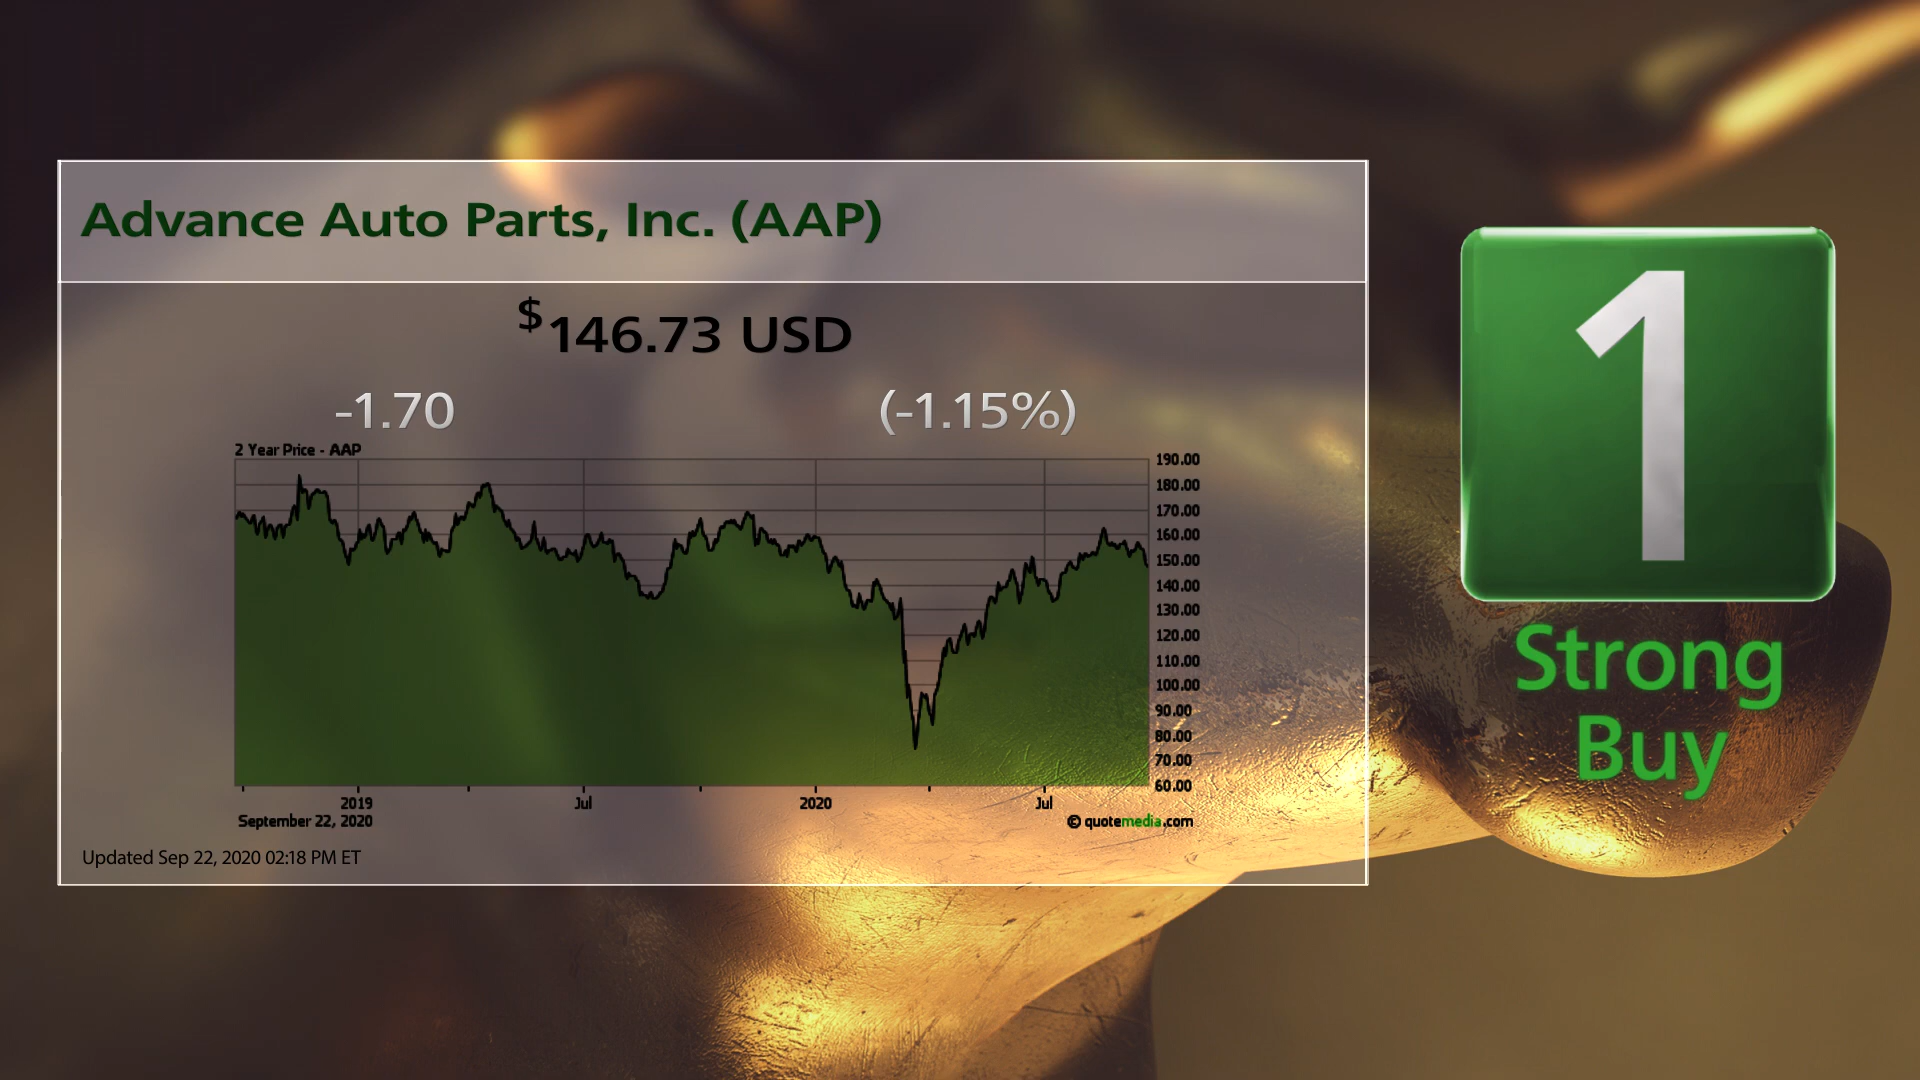 Advance Auto Parts, Inc. (AAP)
$146.73 USD
-1.70 (-1.15%)
2 Year Price - AAP
190.00
180.00
170.00
160.00
150.00
140.00
130.00
120.00
110.00
100.00
90.00
80.00
70.00
60.00
2019 Jul 2020 Jul
September 22, 2020 © quotemedia.com
Updated Sep 22, 2020 02:18 PM ET
1
Strong
Buy